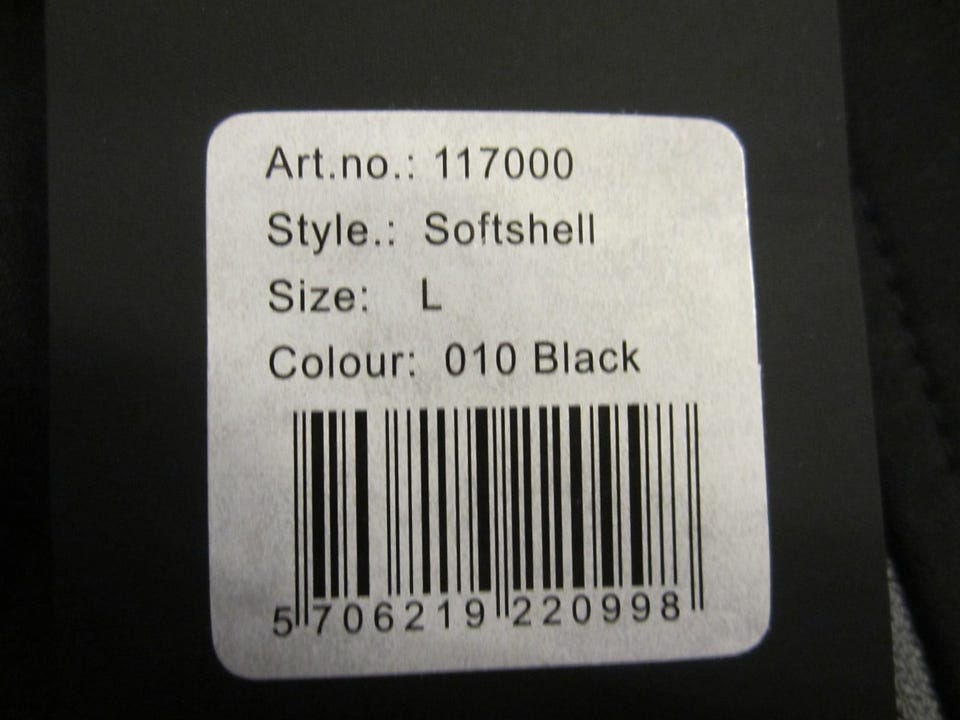 Art.no.: 117000
Style.: Softshell
Size: L
Colour: 010 Black
5 706219 220998